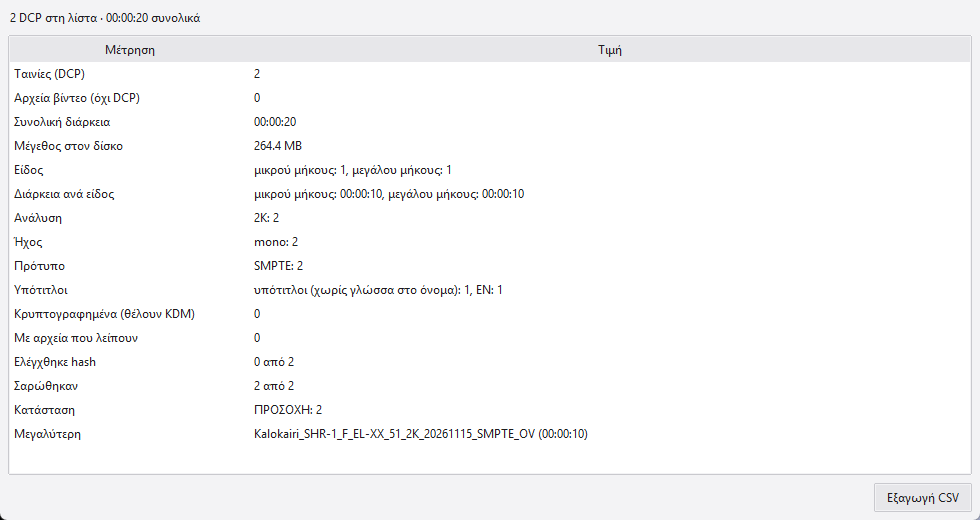 2 DCP στη λίστα · 00:00:20 συνολικά
Μέτρηση Τιμή
Ταινίες (DCP) 2
Αρχεία βίντεο (όχι DCP) 0
Συνολική διάρκεια 00:00:20
Μέγεθος στον δίσκο 264.4 MB
Είδος μικρού μήκους: 1, μεγάλου μήκους: 1
Διάρκεια ανά είδος μικρού μήκους: 00:00:10, μεγάλου μήκους: 00:00:10
Ανάλυση 2K: 2
Ήχος mono: 2
Πρότυπο SMPTE: 2
Υπότιτλοι υπότιτλοι (χωρίς γλώσσα στο όνομα): 1, EN: 1
Κρυπτογραφημένα (θέλουν KDM) 0
Με αρχεία που λείπουν 0
Ελέγχθηκε hash 0 από 2
Σαρώθηκαν 2 από 2
Κατάσταση ΠΡΟΣΟΧΗ: 2
Μεγαλύτερη Kalokairi_SHR-1_F_EL-XX_51_2K_20261115_SMPTE_OV (00:00:10)
Εξαγωγή CSV